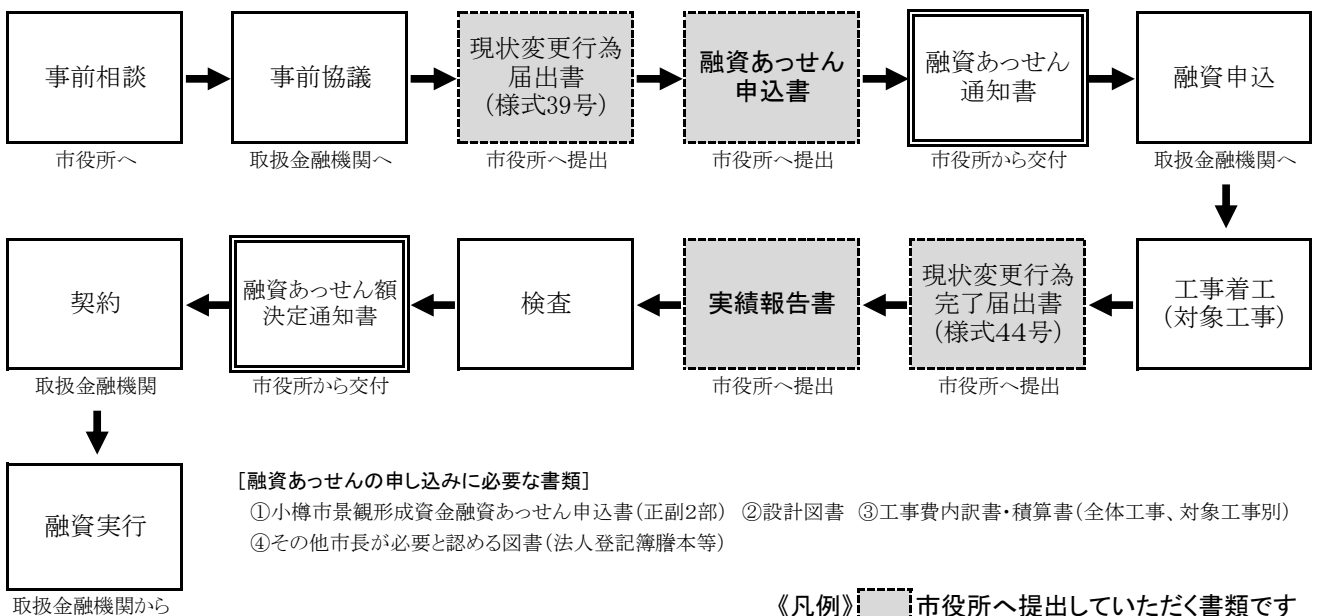 事前相談
市役所へ
事前協議
取扱金融機関へ
現状変更行為
届出書
(様式39号)
市役所へ提出
融資あっせん
申込書
市役所へ提出
融資あっせん
通知書
市役所から交付
融資申込
取扱金融機関へ
工事着工
(対象工事)
現状変更行為
完了届出書
(様式44号)
市役所へ提出
実績報告書
市役所へ提出
検査
融資あっせん額
決定通知書
市役所から交付
契約
取扱金融機関
融資実行
取扱金融機関から
[融資あっせんの申し込みに必要な書類]
①小樽市景観形成資金融資あっせん申込書(正副2部) ②設計図書 ③工事費内訳書・積算書(全体工事、対象工事別)
④その他市長が必要と認める図書(法人登記簿謄本等)
《凡例》 市役所へ提出していただく書類です